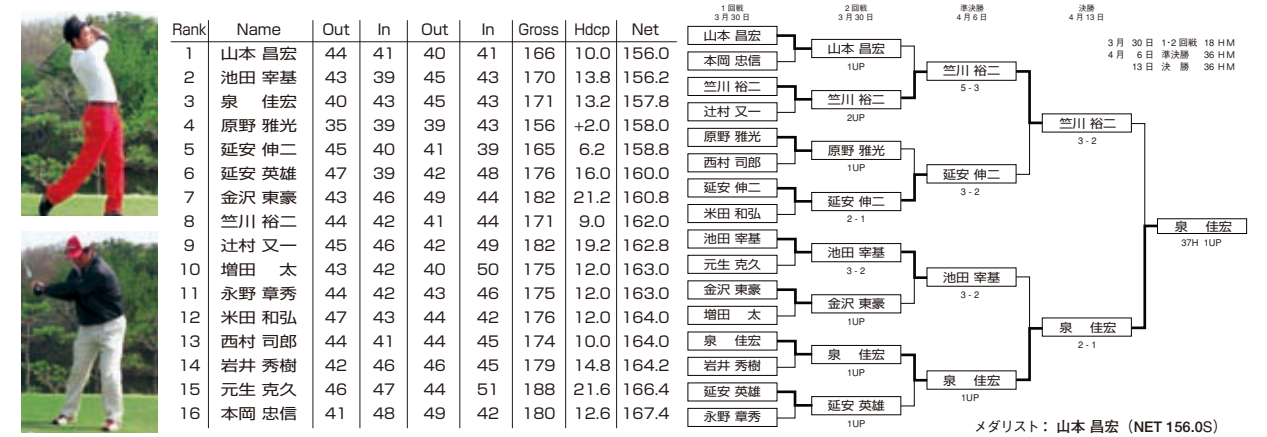 Rank Name Out In Out In Gross Hdcp Net
1 山本 昌宏 44 41 40 41 166 10.0 156.0
2 池田 宰基 43 39 45 43 170 13.8 156.2
3 泉 佳宏 40 43 45 43 171 13.2 157.8
4 原野 雅光 35 39 39 43 156 +2.0 158.0
5 延安 伸二 45 40 41 39 165 6.2 158.8
6 延安 英雄 47 39 42 48 176 16.0 160.0
7 金沢 東豪 43 46 49 44 182 21.2 160.8
8 竺川 裕二 44 42 41 44 171 9.0 162.0
9 辻村 又一 45 46 42 49 182 19.2 162.8
10 増田 太 43 42 40 50 175 12.0 163.0
11 永野 章秀 44 42 43 46 175 12.0 163.0
12 米田 和弘 47 43 44 42 176 12.0 164.0
13 西村 司郎 44 41 44 45 174 10.0 164.0
14 岩井 秀樹 42 46 46 45 179 14.8 164.2
15 元生 克久 46 47 44 51 188 21.6 166.4
16 本岡 忠信 41 48 49 42 180 12.6 167.4
1回戦
3月30日
山本 昌宏
本岡 忠信
竺川 裕二
辻村 又一
原野 雅光
西村 司郎
延安 伸二
米田 和弘
池田 宰基
元生 克久
金沢 東豪
増田 太
泉 佳宏
岩井 秀樹
延安 英雄
永野 章秀
2回戦
3月30日
山本 昌宏
1UP
竺川 裕二
2UP
原野 雅光
1UP
延安 伸二
2-1
池田 宰基
3-2
金沢 東豪
1UP
泉 佳宏
1UP
延安 英雄
1UP
準決勝
4月6日
竺川 裕二
5-3
延安 伸二
3-2
池田 宰基
3-2
泉 佳宏
1UP
決勝
4月13日
竺川 裕二
3-2
泉 佳宏
2-1
泉 佳宏
37H 1UP
3月 30日 1・2回戦 18HM
4月 6日 準決勝 36HM
13日 決 勝 36HM
メダリスト：山本 昌宏（NET 156.0S）